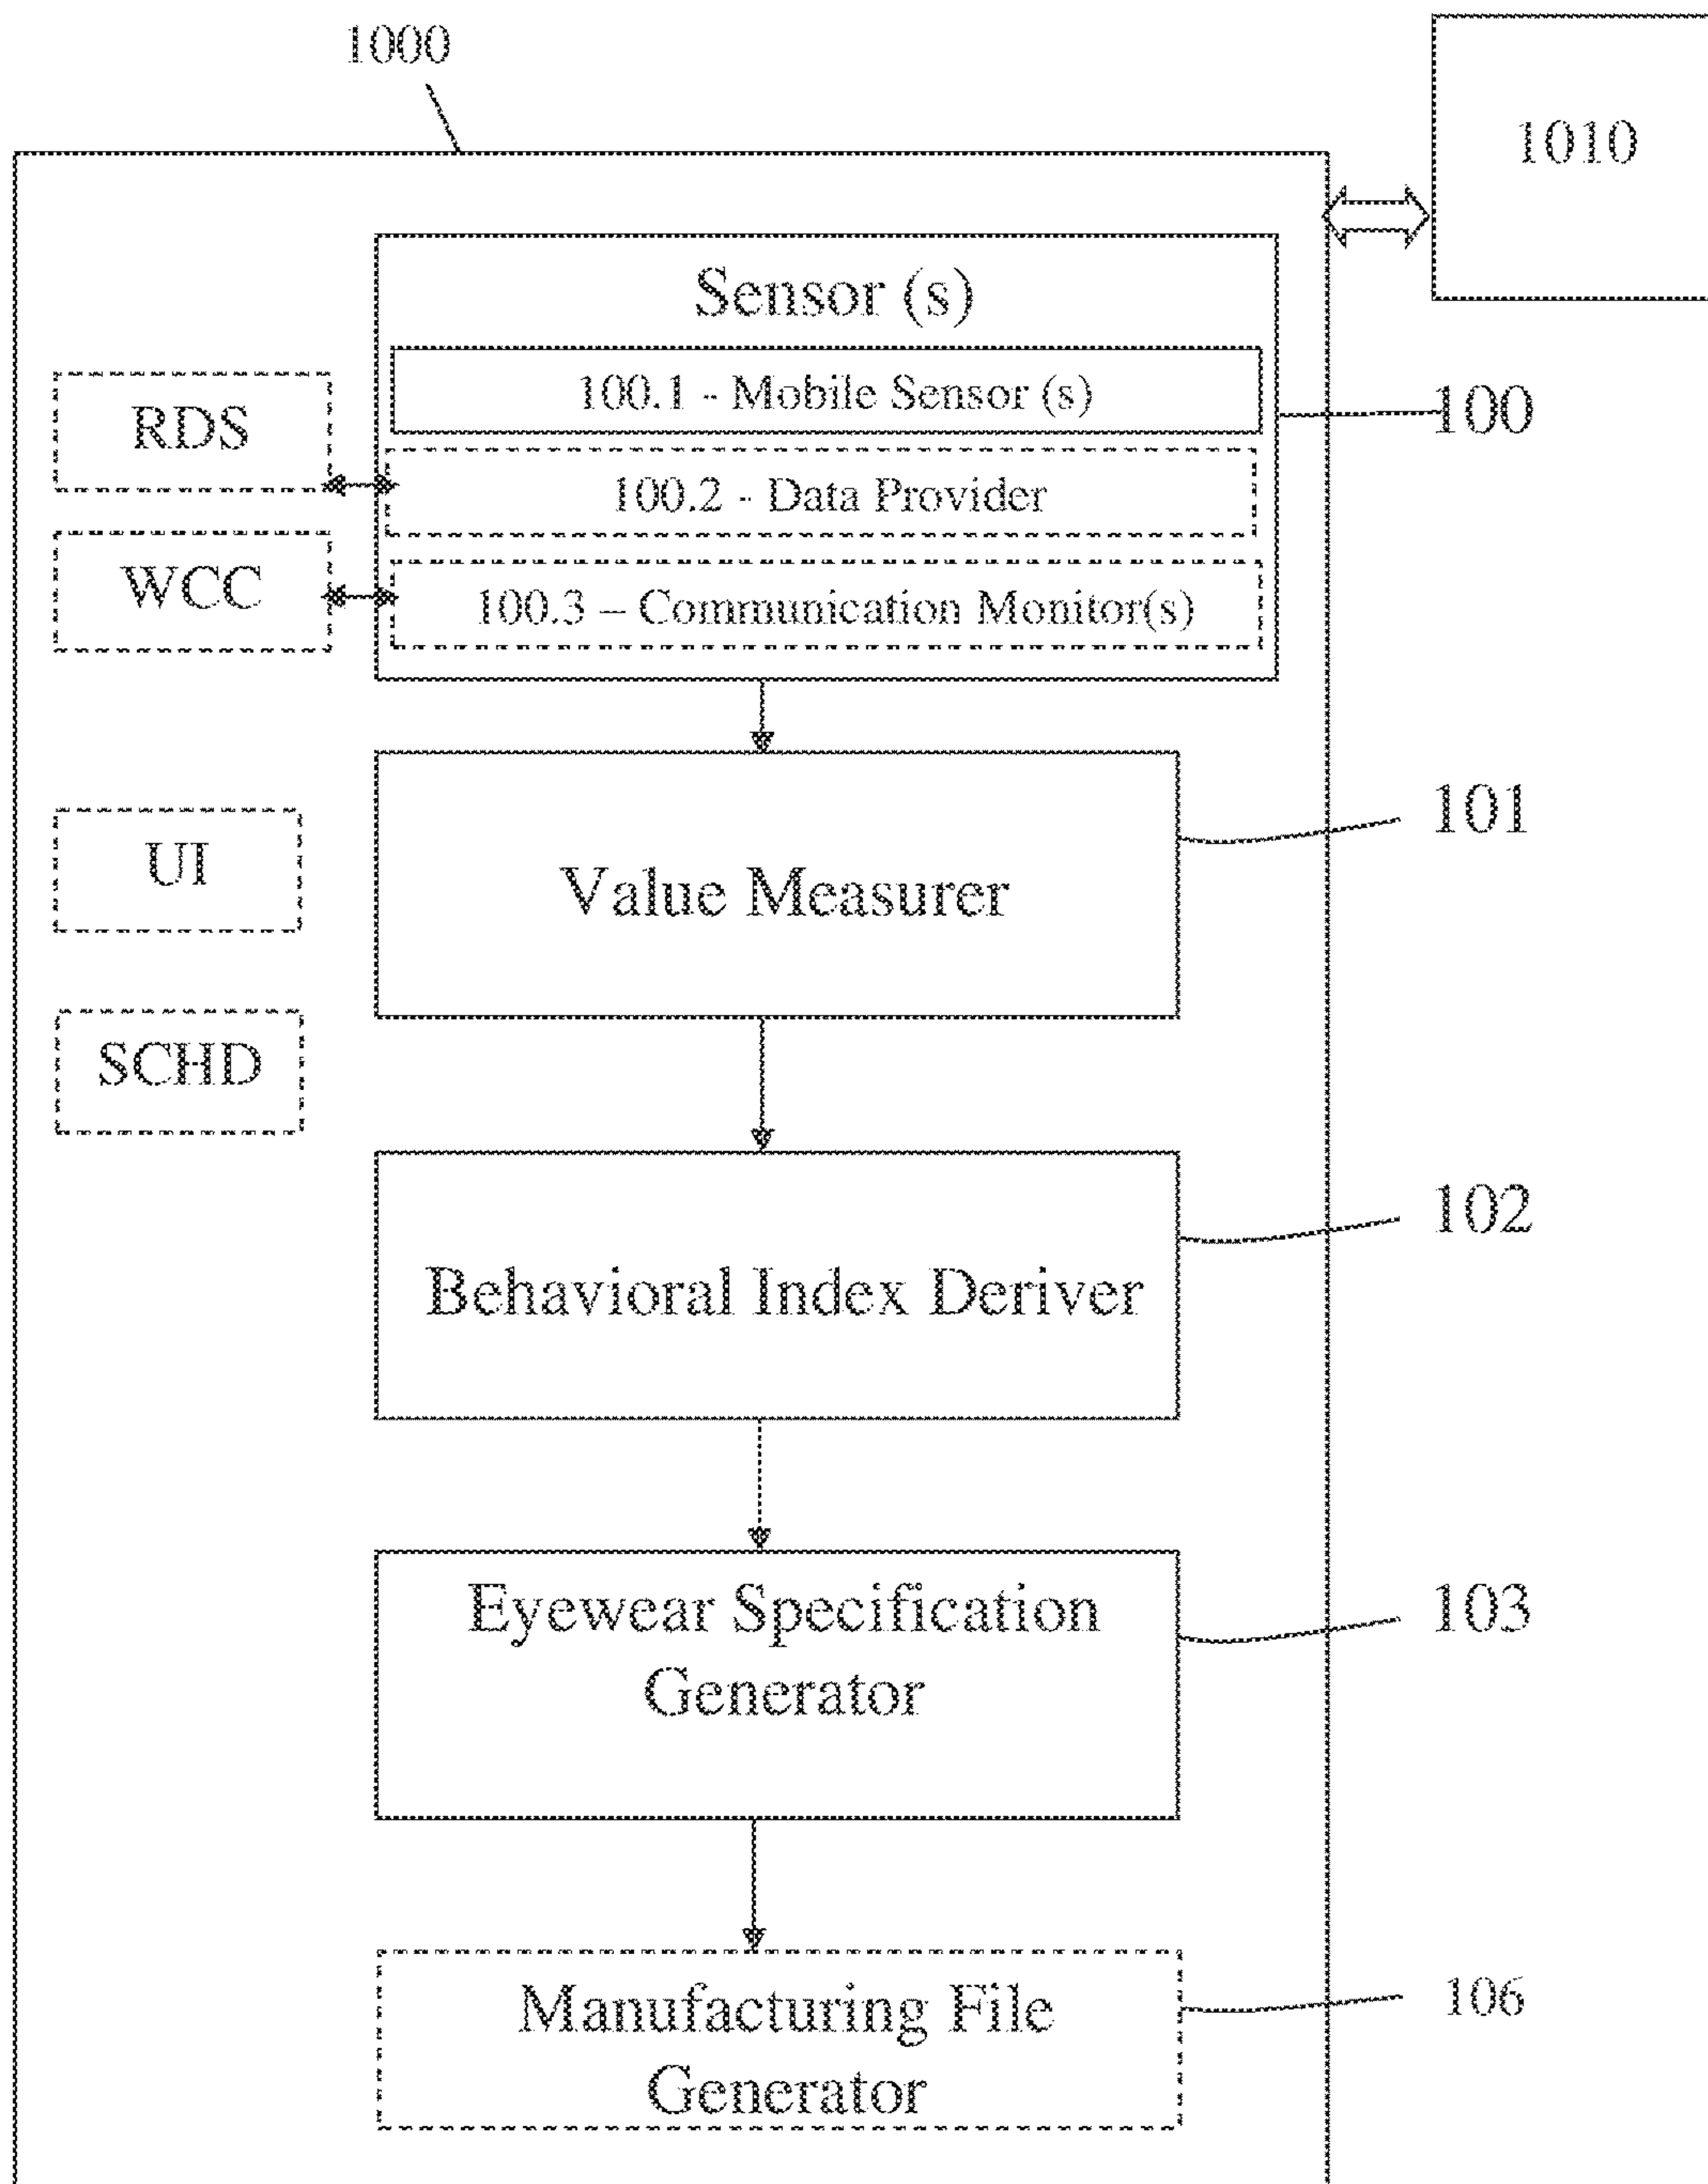 1000
1010
Sensor (s)
100.1 - Mobile Sensor (s)
100
RDS
100.2 - Data Provider
WCC
100.3 – Communication Monitor(s)
101
UI
Value Measurer
SCHD
102
Behavioral Index Deriver
103
Eyewear Specification
Generator
106
Manufacturing File
Generator